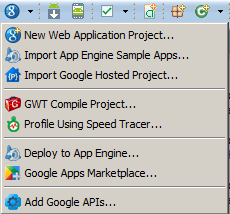 New Web Application Project...
Import App Engine Sample Apps...
Import Google Hosted Project...
GWT Compile Project...
Profile Using Speed Tracer...
Deploy to App Engine...
Google Apps Marketplace...
Add Google APIs...